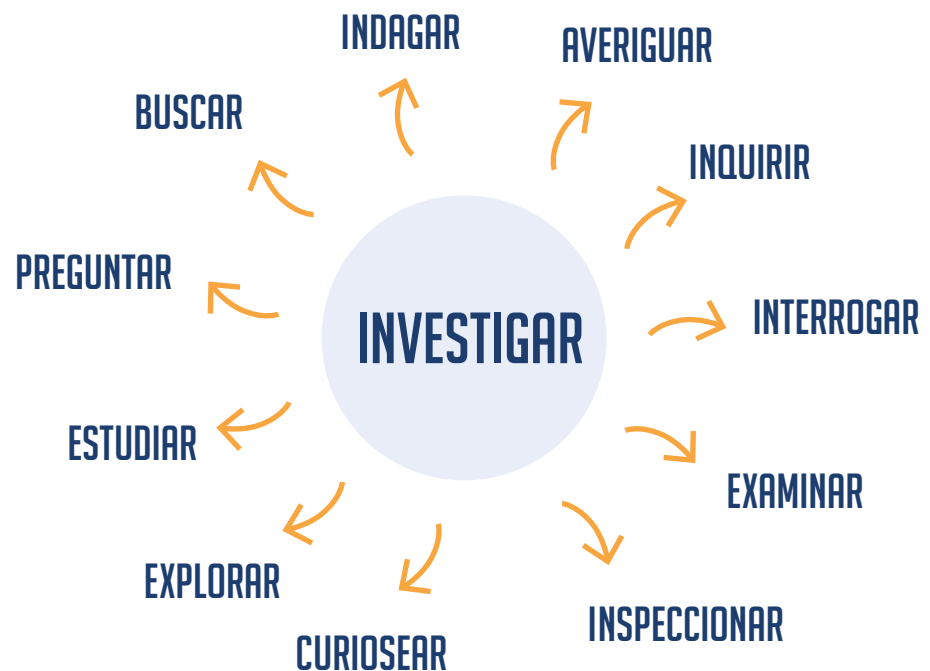 INDAGAR
AVERIGUAR
BUSCAR
INQUIRIR
PREGUNTAR
INTERROGAR
INVESTIGAR
ESTUDIAR
EXAMINAR
EXPLORAR
INSPECCIONAR
CURIOSEAR